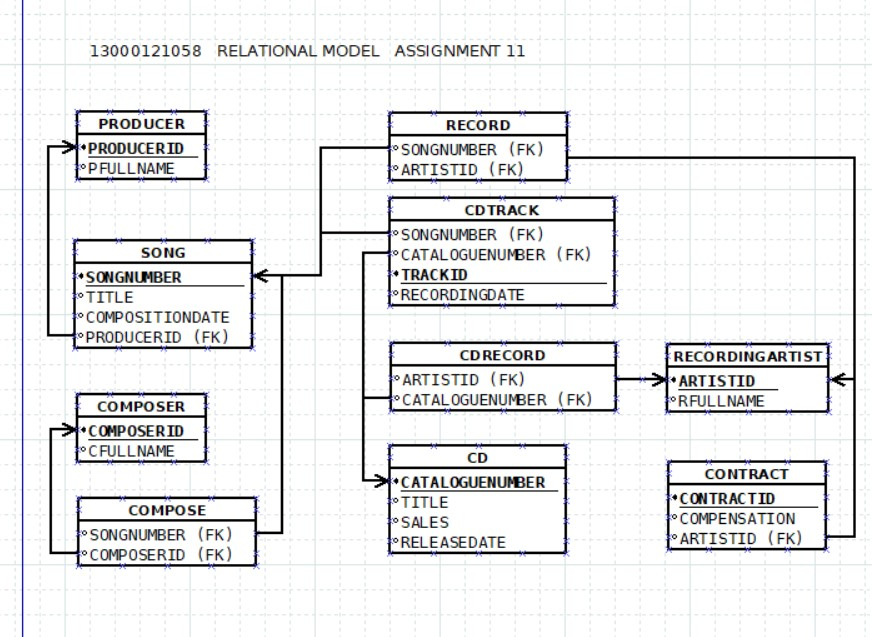 13000121058 RELATIONAL MODEL ASSIGNMENT 11
PRODUCER
PRODUCERID
PFULLNAME
SONG
SONGNUMBER
TITLE
COMPOSITIONDATE
PRODUCERID (FK)
COMPOSER
COMPOSERID
CFULLNAME
COMPOSE
SONGNUMBER (FK)
COMPOSERID (FK)
RECORD
SONGNUMBER (FK)
ARTISTID (FK)
CDTRACK
SONGNUMBER (FK)
CATALOGUENUMBER (FK)
TRACKID
RECORDINGDATE
CDRECORD
ARTISTID (FK)
CATALOGUENUMBER (FK)
CD
CATALOGUENUMBER
TITLE
SALES
RELEASEDATE
RECORDINGARTIST
ARTISTID
RFULLNAME
CONTRACT
CONTRACTID
COMPENSATION
ARTISTID (FK)